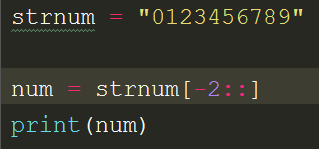 strnum = "0123456789"
num = strnum[-2::]
print(num)